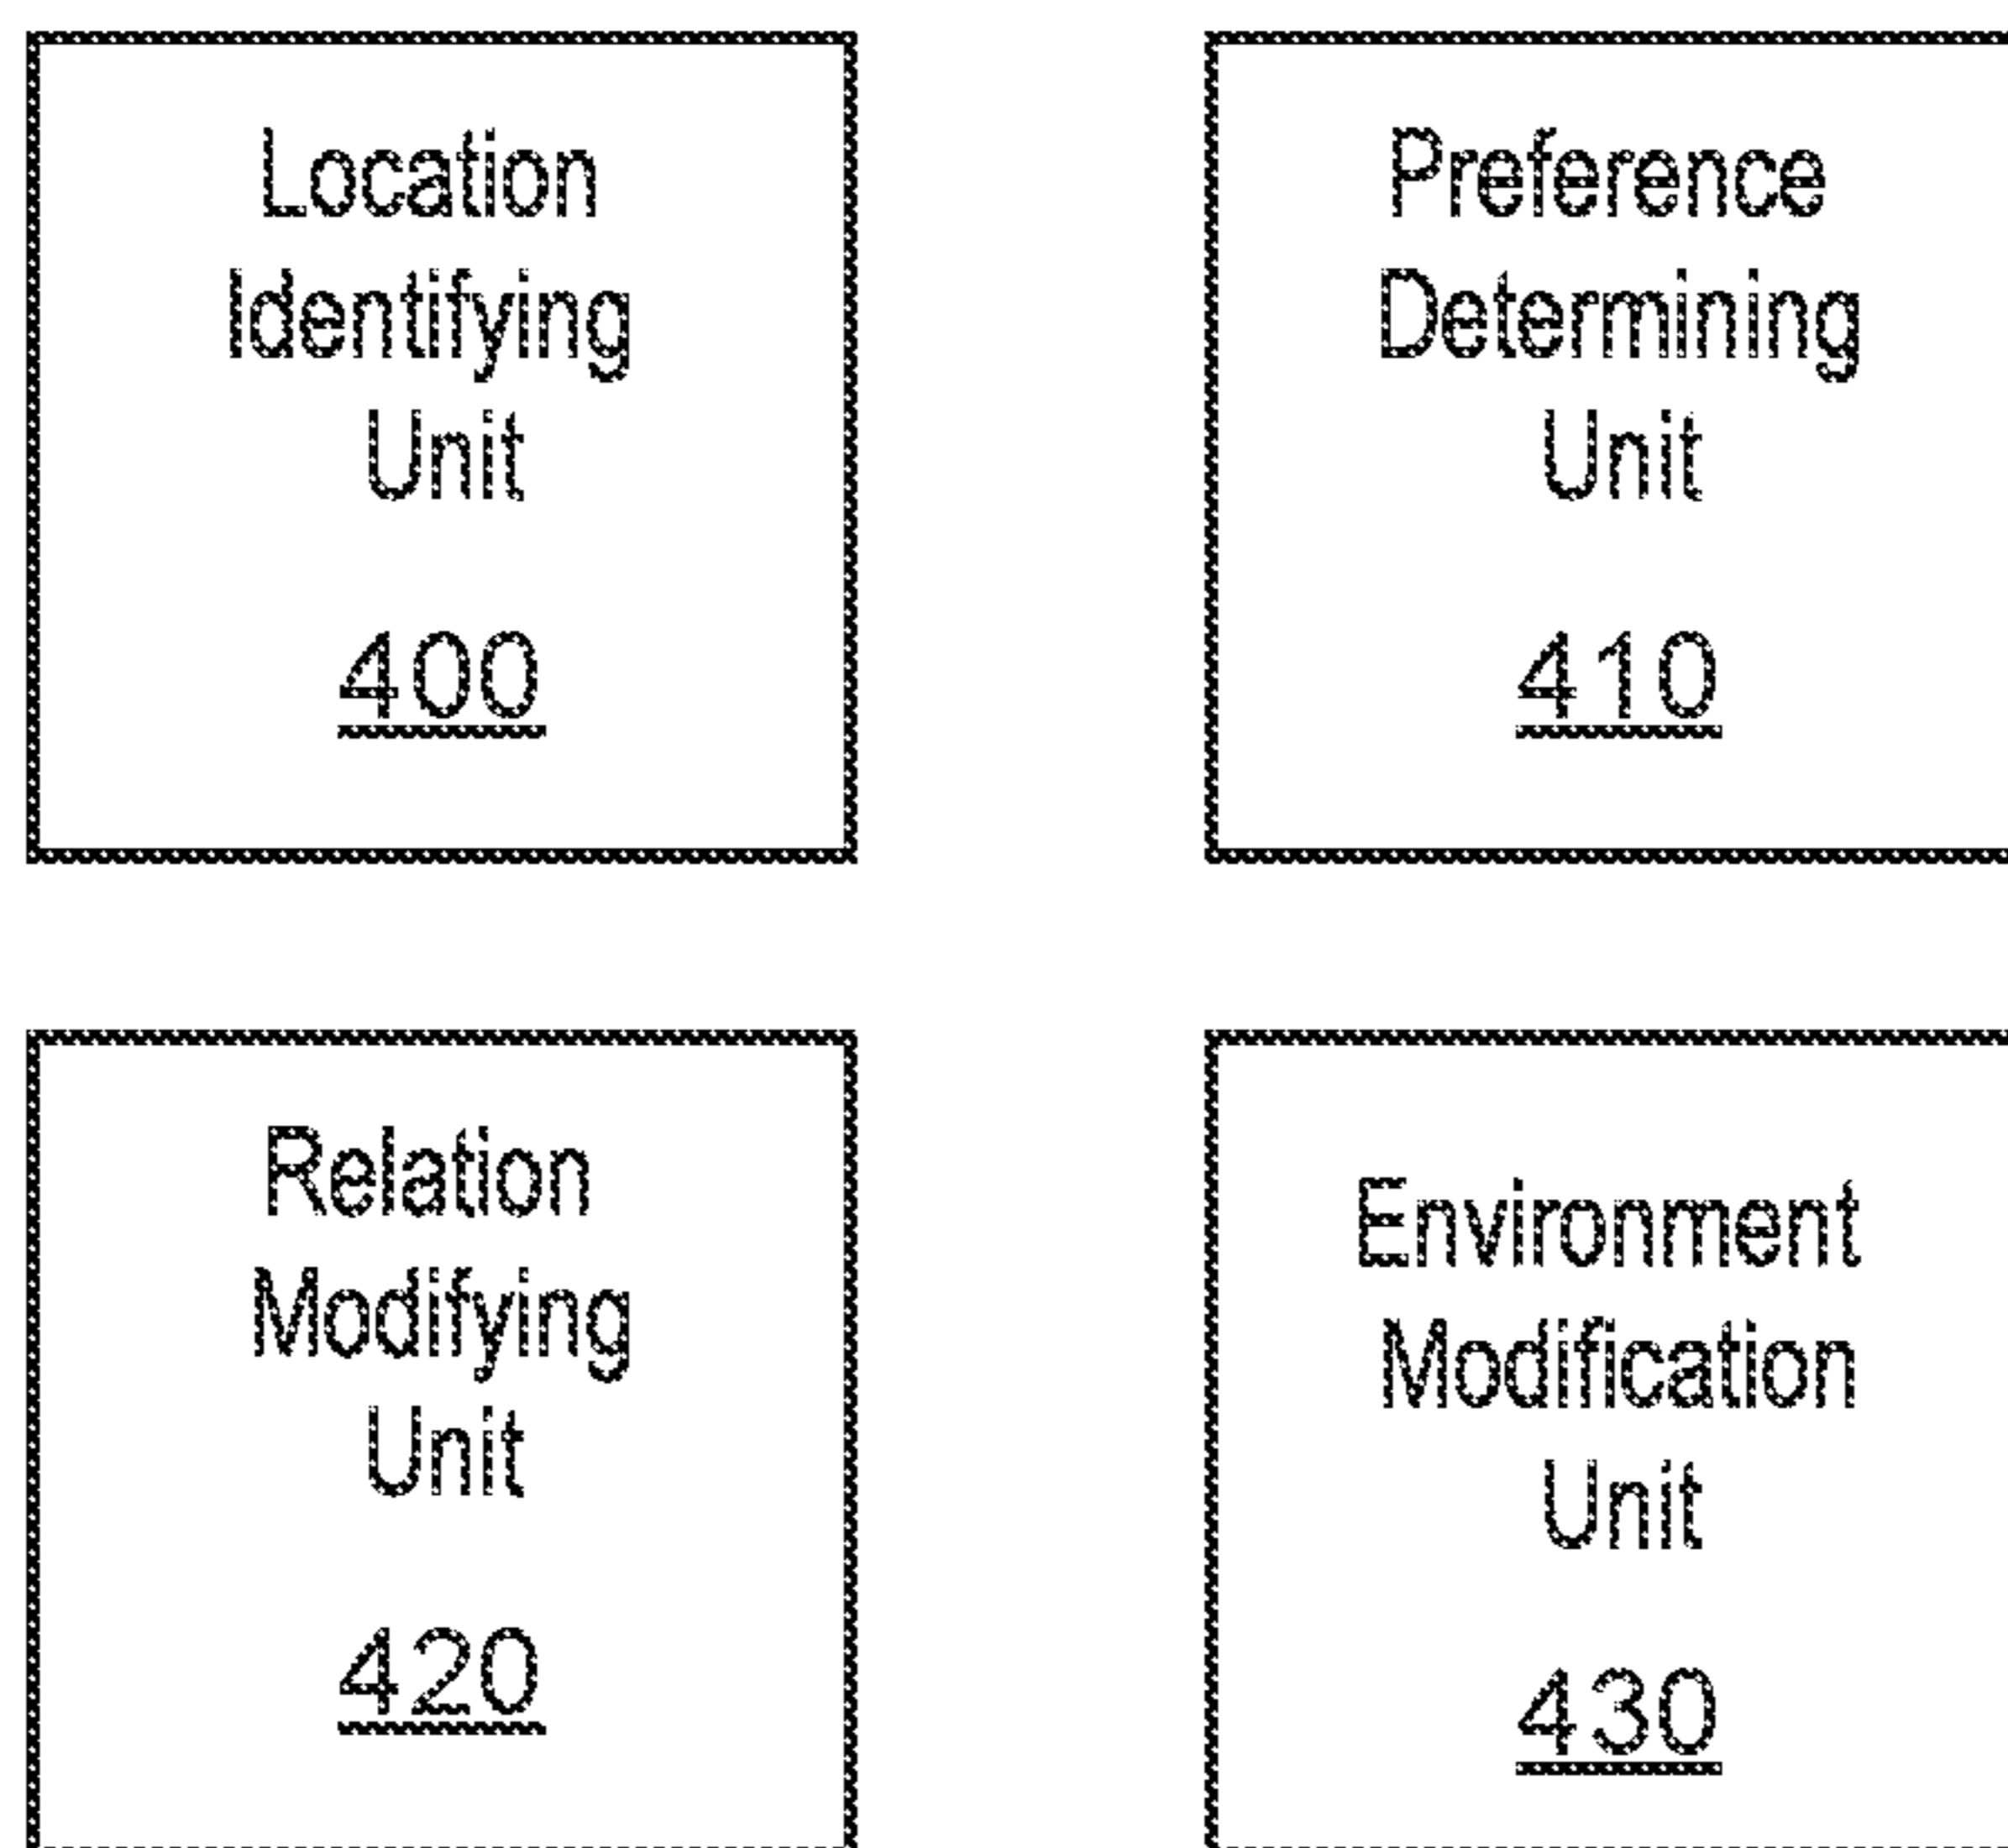 Location
Identifying
Unit
400
Preference
Determining
Unit
410
Relation
Modifying
Unit
420
Environment
Modification
Unit
430